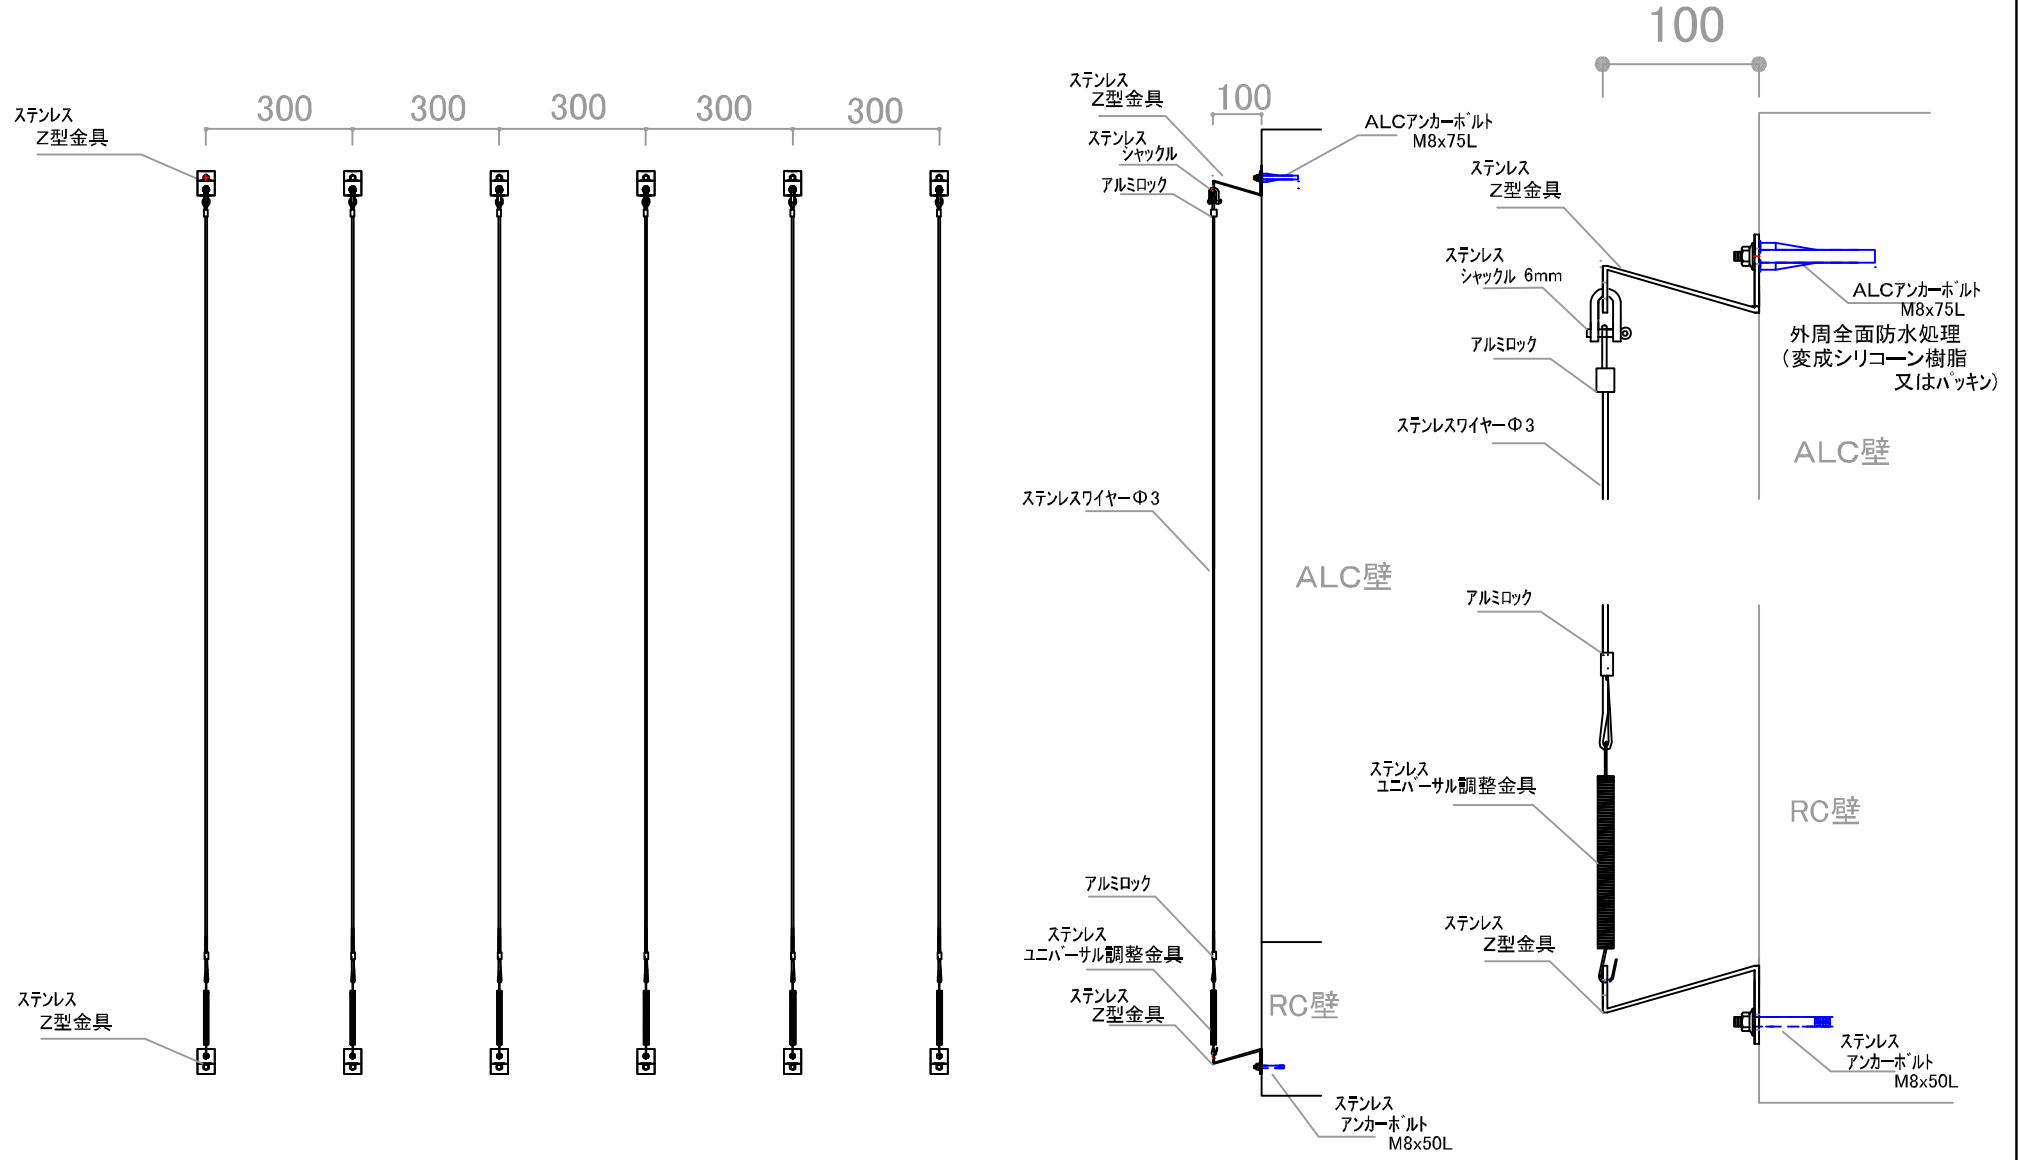 300
300
300
300
300
ステンレス
Z型金具
ステンレス
Z型金具
ステンレス
Z型金具
100
ステンレス
シャックル
アルミロック
ALCアンカーボルト
M8x75L
ステンレスワイヤーΦ3
ALC壁
アルミロック
ステンレス
ユニバーサル調整金具
ステンレス
Z型金具
RC壁
ステンレス
アンカーボルト
M8x50L
100
ステンレス
Z型金具
ステンレス
シャックル 6mm
アルミロック
ALCアンカーボルト
M8x75L
外周全面防水処理
(変成シリコーン樹脂
又はパッキン)
ステンレスワイヤーΦ3
ALC壁
アルミロック
ステンレス
ユニバーサル調整金具
RC壁
ステンレス
Z型金具
ステンレス
アンカーボルト
M8x50L